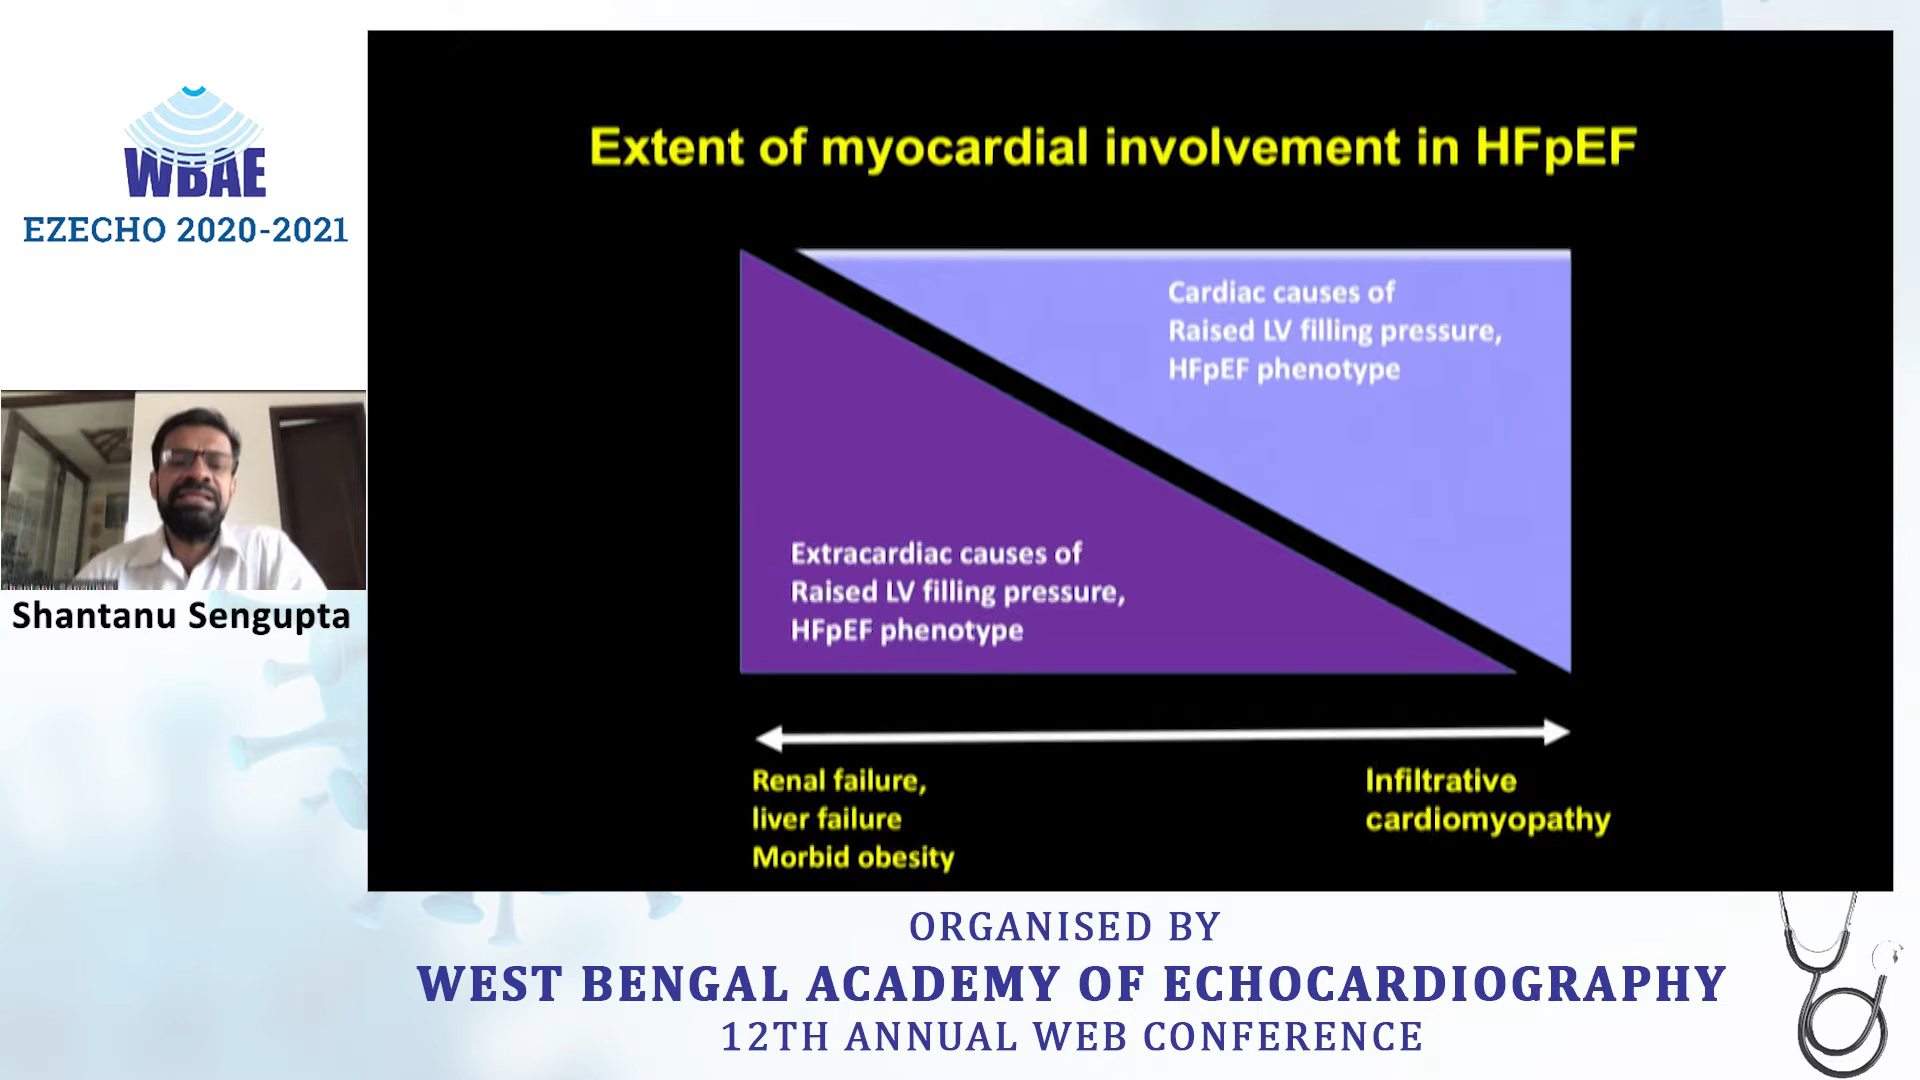 WBAE
EZECHO 2020-2021
Shantanu Sengupta
Extent of myocardial involvement in HFpEF
Cardiac causes of
Raised LV filling pressure,
HFpEF phenotype
Extracardiac causes of
Raised LV filling pressure,
HFpEF phenotype
Renal failure,
liver failure
Morbid obesity
Infiltrative
cardiomyopathy
ORGANISED BY
WEST BENGAL ACADEMY OF ECHOCARDIOGRAPHY
12TH ANNUAL WEB CONFERENCE